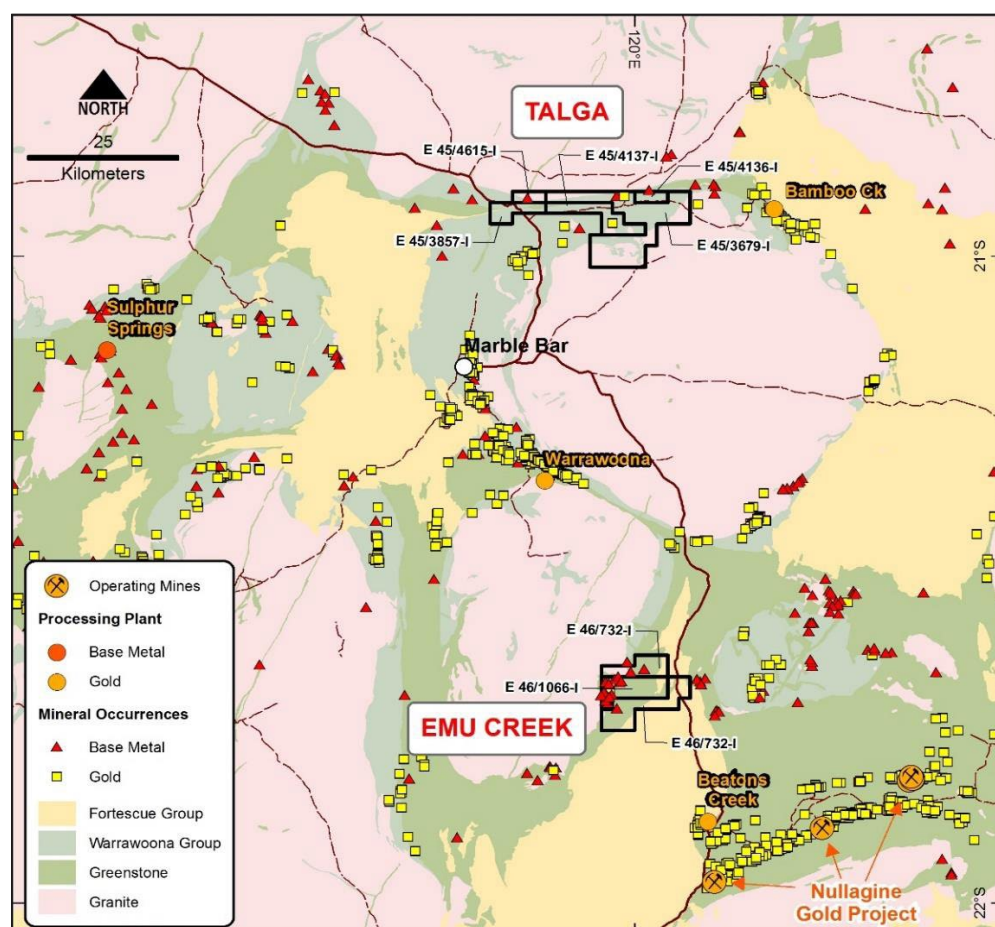 120°E
NORTH
25
Kilometers
TALGA
E 45/4615-I
E 45/4137-I
E 45/4136-I
Bamboo Ck
E 45/3857-I
E 45/3679-I
21°S
Sulphur
Springs
Marble Bar
Warrawoona
E 46/732-I
E 46/1066-I
EMU CREEK
E 46/732-I
Beatons
Creek
Nullagine
Gold Project
22°S
Operating Mines
Processing Plant
Base Metal
Gold
Mineral Occurrences
Base Metal
Gold
Fortescue Group
Warrawoona Group
Greenstone
Granite